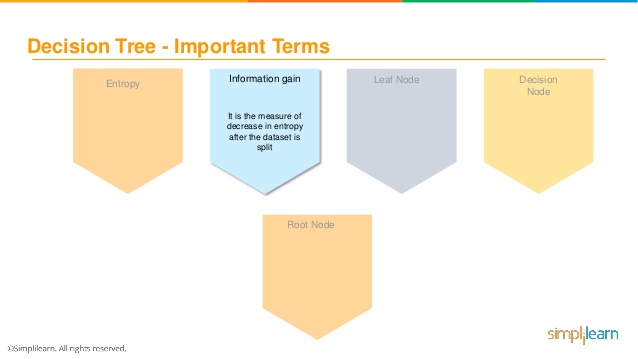 Decision Tree - Important Terms
Entropy
Information gain
It is the measure of
decrease in entropy
after the dataset is
split
Leaf Node
Decision
Node
Root Node
©Simplilearn. All rights reserved.
simplilearn